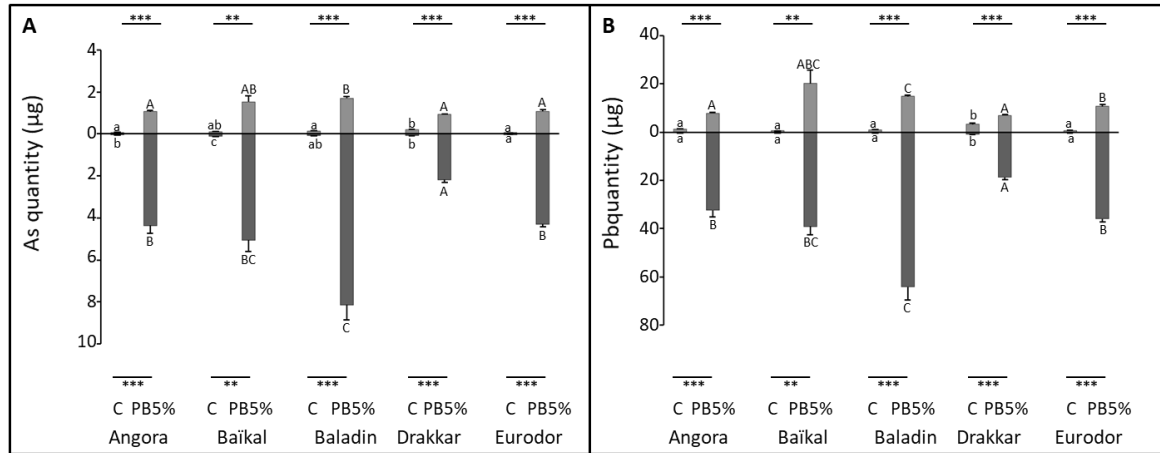 A
*** ** *** *** ***
4
2
0
2
4
6
8
10
As quantity (µg)
a A ab AB a B b A a A
b B c BC ab C b A a B
*** ** *** *** ***
C PB5% C PB5% C PB5% C PB5% C PB5%
Angora Baïkal Baladin Drakkar Eurodor
B
*** ** *** *** ***
40
20
0
20
40
60
80
Pbquantity (µg)
a A a ABC a C b A a B
a B a BC a C b A a B
*** ** *** *** ***
C PB5% C PB5% C PB5% C PB5% C PB5%
Angora Baïkal Baladin Drakkar Eurodor